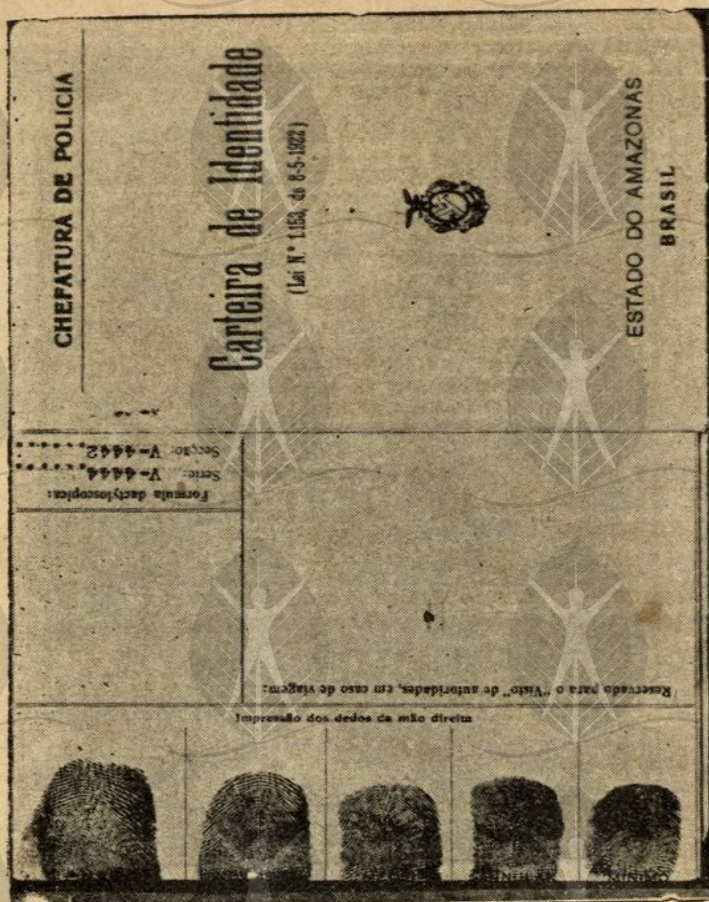 CHEFATURA DE POLICIA
Carteira de Identidade
(Lei N.º 1.153, de 8-5-1922)
ESTADO DO AMAZONAS
BRASIL
Formula dactyloscopica:
Serie: V-4444
Secção: V-4442
Reservado para o "Visto" de autoridades, em caso de viagem:
Impressão dos dedos da mão direita